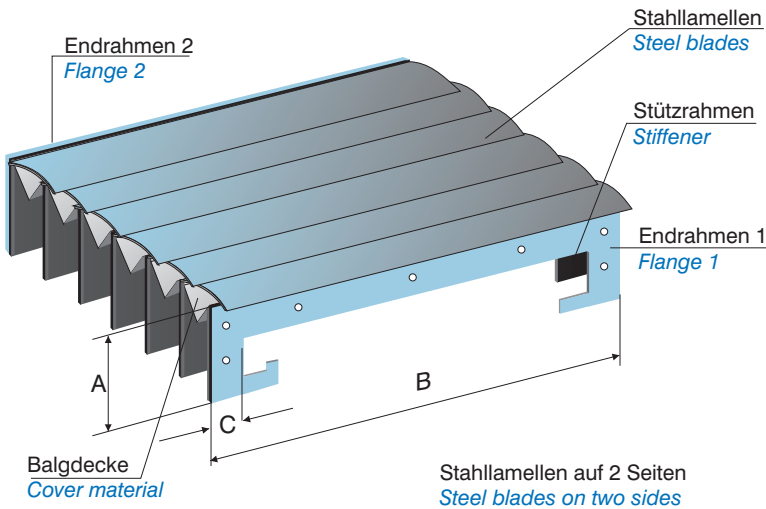 Stahllamellen
Steel blades
Endrahmen 2
Flange 2
Stützrahmen
Stiffener
Endrahmen 1
Flange 1
A
B
C
Balgdecke
Cover material
Stahllamellen auf 2 Seiten
Steel blades on two sides